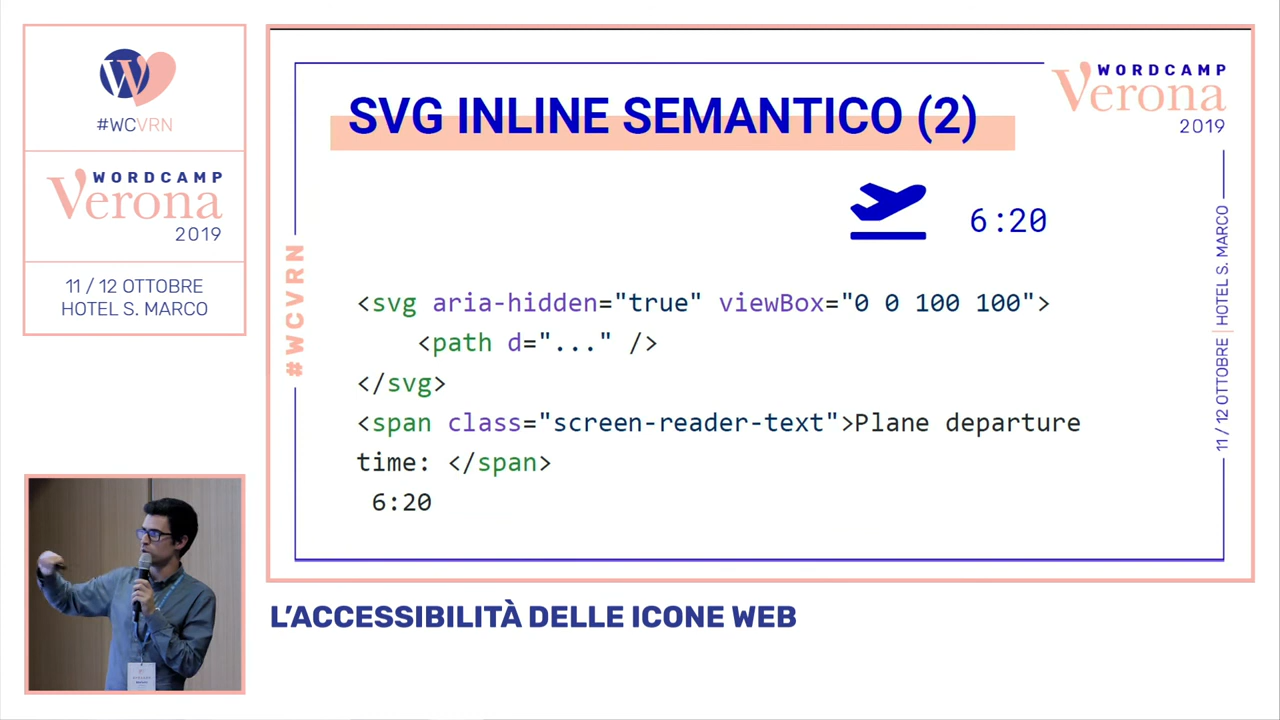 #WCVRN
WORDCAMP
Verona
2019
11 / 12 OTTOBRE
HOTEL S. MARCO
WORDCAMP
Verona
2019
SVG INLINE SEMANTICO (2)
6:20
<svg aria-hidden="true" viewBox="0 0 100 100">
<path d="..." />
</svg>
<span class="screen-reader-text">Plane departure
time: </span>
6:20
#WCVRN
11 / 12 OTTOBRE | HOTEL S. MARCO
L'ACCESSIBILITÀ DELLE ICONE WEB